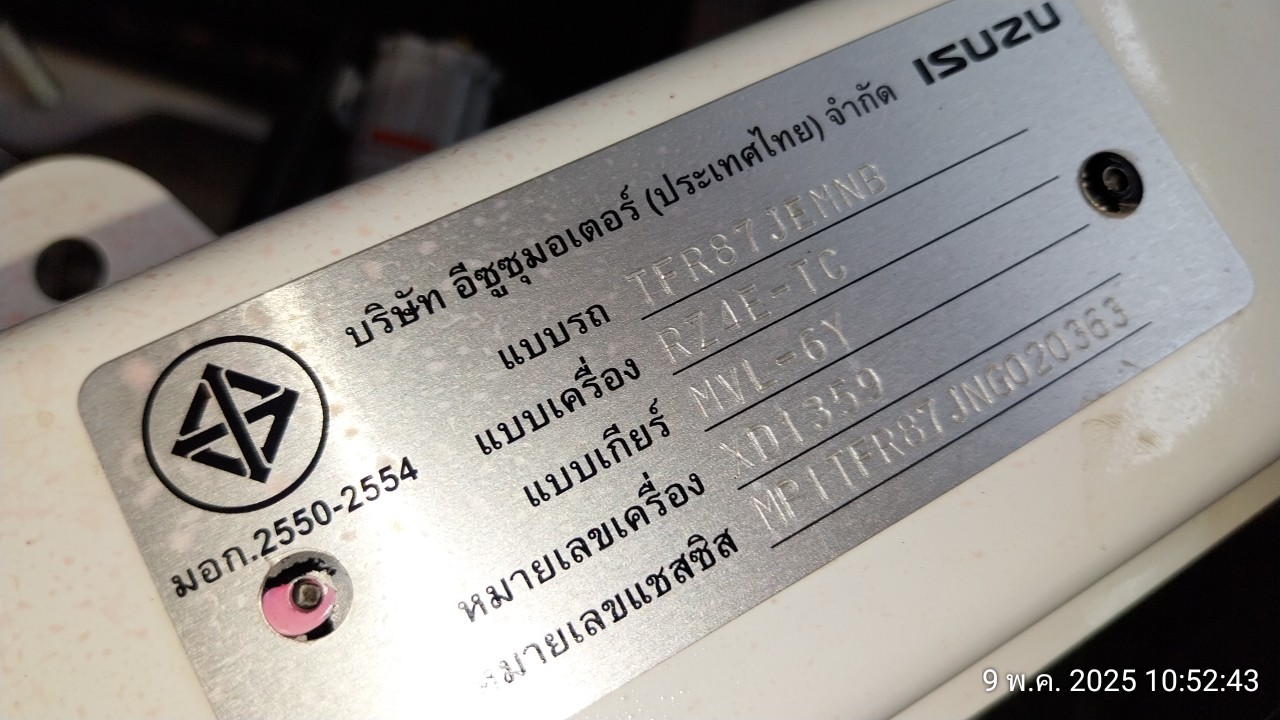 ISUZU
บริษัท อีซูซุมอเตอร์ (ประเทศไทย) จำกัด
แบบรถ TFR87JEMNB
แบบเครื่อง RZ4E-TC
แบบเกียร์ MVL-6Y
หมายเลขเครื่อง XD1359
หมายเลขแชสซิส MP1TFR87JNG020363
มอก.2550-2554
9 พ.ค. 2025 10:52:43